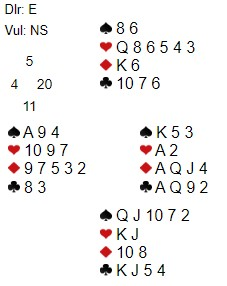 Dlr: E
Vul: NS
♠ 8 6
♥ Q 8 6 5 4 3
♦ K 6
♣ 10 7 6
5
4 20
11
♠ A 9 4
♥ 10 9 7
♦ 9 7 5 3 2
♣ 8 3
♠ K 5 3
♥ A 2
♦ A Q J 4
♣ A Q 9 2
♠ Q J 10 7 2
♥ K J
♦ 10 8
♣ K J 5 4